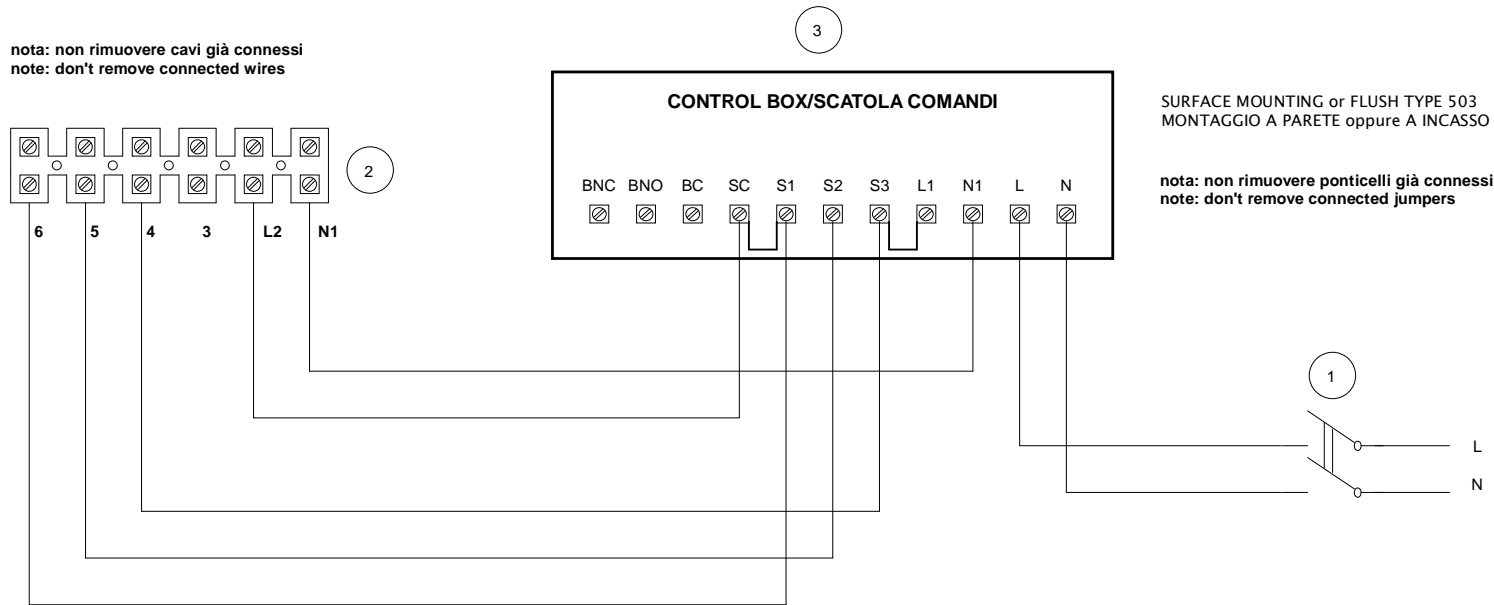 3
nota: non rimuovere cavi già connessi
note: don't remove connected wires
CONTROL BOX/SCATOLA COMANDI
SURFACE MOUNTING or FLUSH TYPE 503
MONTAGGIO A PARETE oppure A INCASSO
2
nota: non rimuovere ponticelli già connessi
note: don't remove connected jumpers
BNC BNO BC SC S1 S2 S3 L1 N1 L N
6 5 4 3 L2 N1
1
L
N